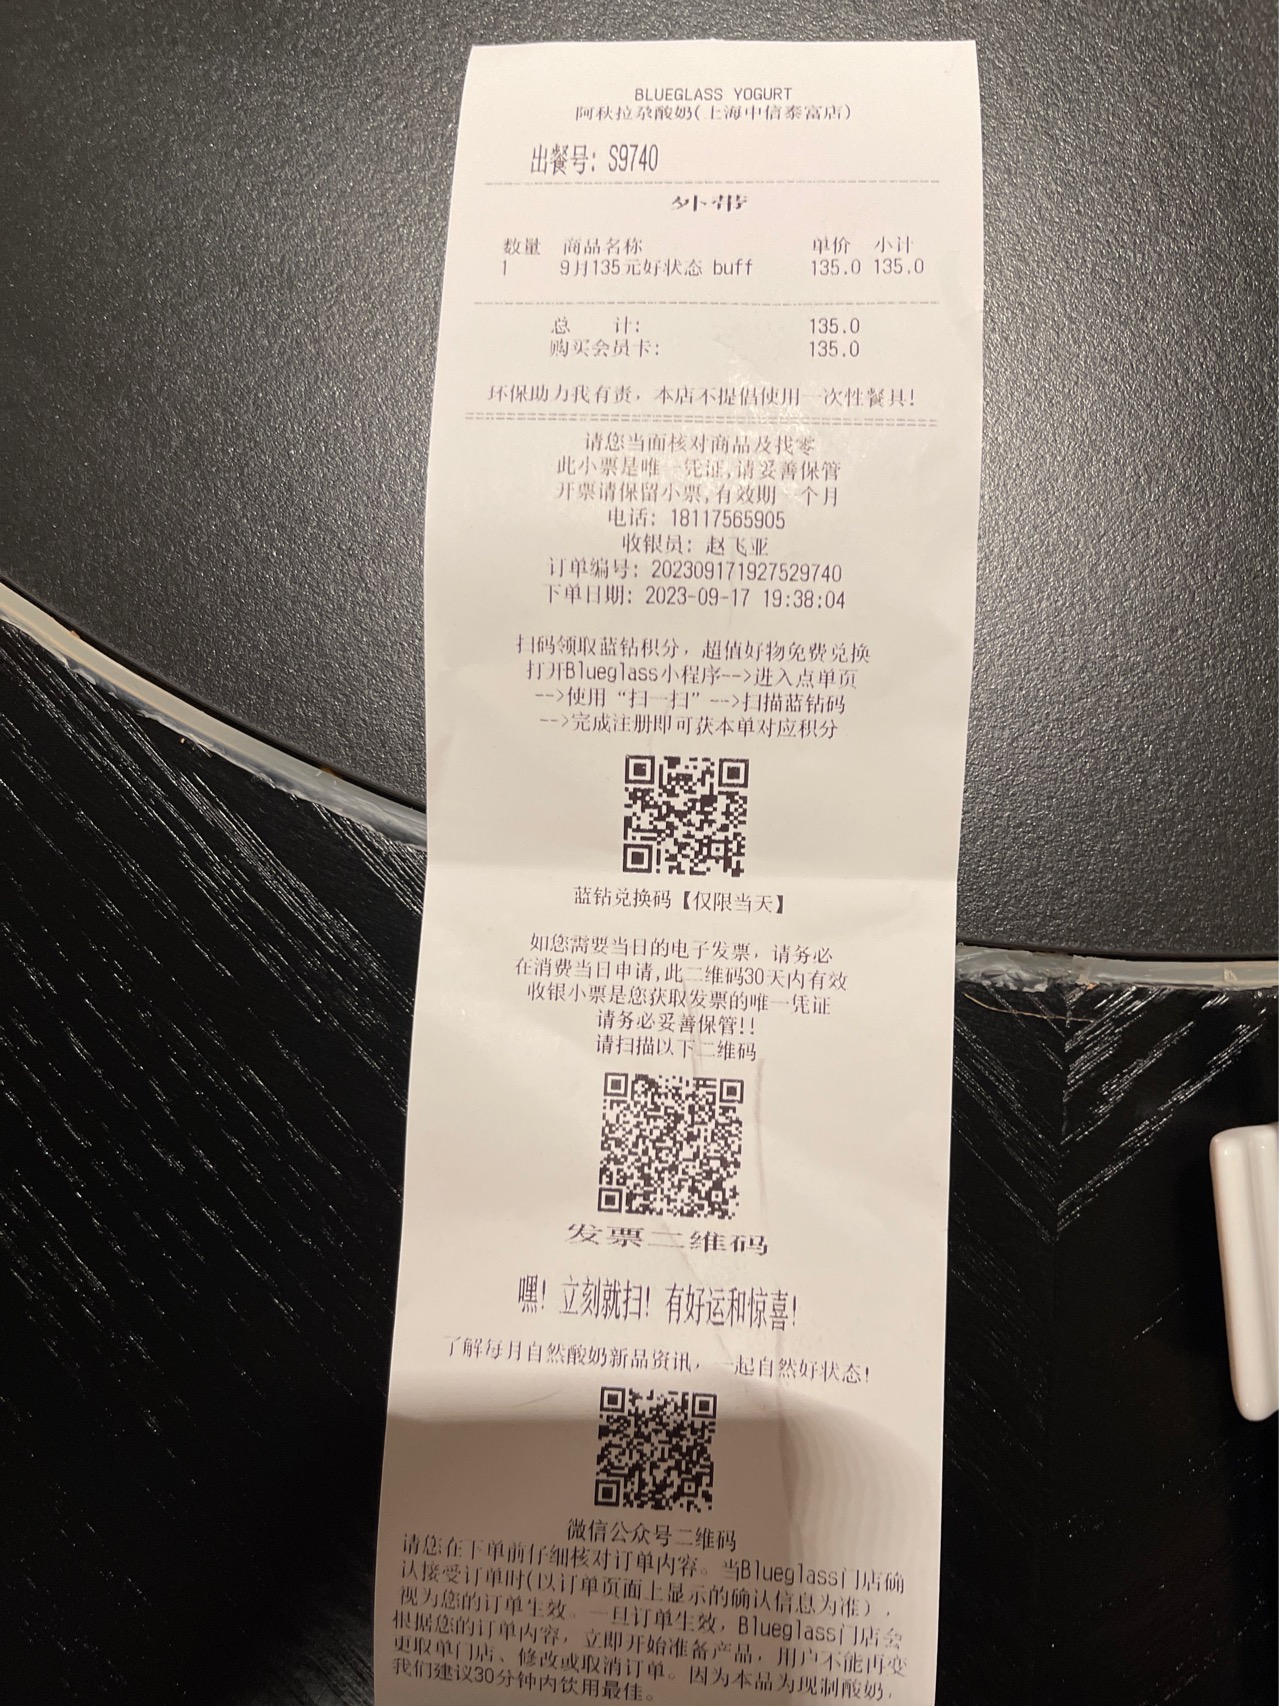 BLUEGLASS YOGURT
阿秋拉尕酸奶(上海中信泰富店)
出餐号: S9740
外带
数量 商品名称 单价 小计
1 9月135元好状态 buff 135.0 135.0
总 计: 135.0
购买会员卡: 135.0
环保助力我有责，本店不提倡使用一次性餐具!
请您当面核对商品及找零
此小票是唯一凭证,请妥善保管
开票请保留小票,有效期一个月
电话: 18117565905
收银员: 赵飞亚
订单编号: 202309171927529740
下单日期: 2023-09-17 19:38:04
扫码领取蓝钻积分，超值好物免费兑换
打开Blueglass小程序-->进入点单页
-->使用“扫一扫”-->扫描蓝钻码
-->完成注册即可获本单对应积分
蓝钻兑换码【仅限当天】
如您需要当日的电子发票，请务必
在消费当日申请,此二维码30天内有效
收银小票是您获取发票的唯一凭证
请务必妥善保管!!
请扫描以下二维码
发票二维码
嘿! 立刻就扫! 有好运和惊喜!
了解每月自然酸奶新品资讯，一起自然好状态!
微信公众号二维码
请您在下单前仔细核对订单内容。当Blueglass门店确
认接受订单时(以订单页面上显示的确认信息为准)，
视为您的订单生效。一旦订单生效，Blueglass门店会
根据您的订单内容，立即开始准备产品，用户不能再变
更取单门店、修改或取消订单。因为本品为现制酸奶，
我们建议30分钟内饮用最佳。